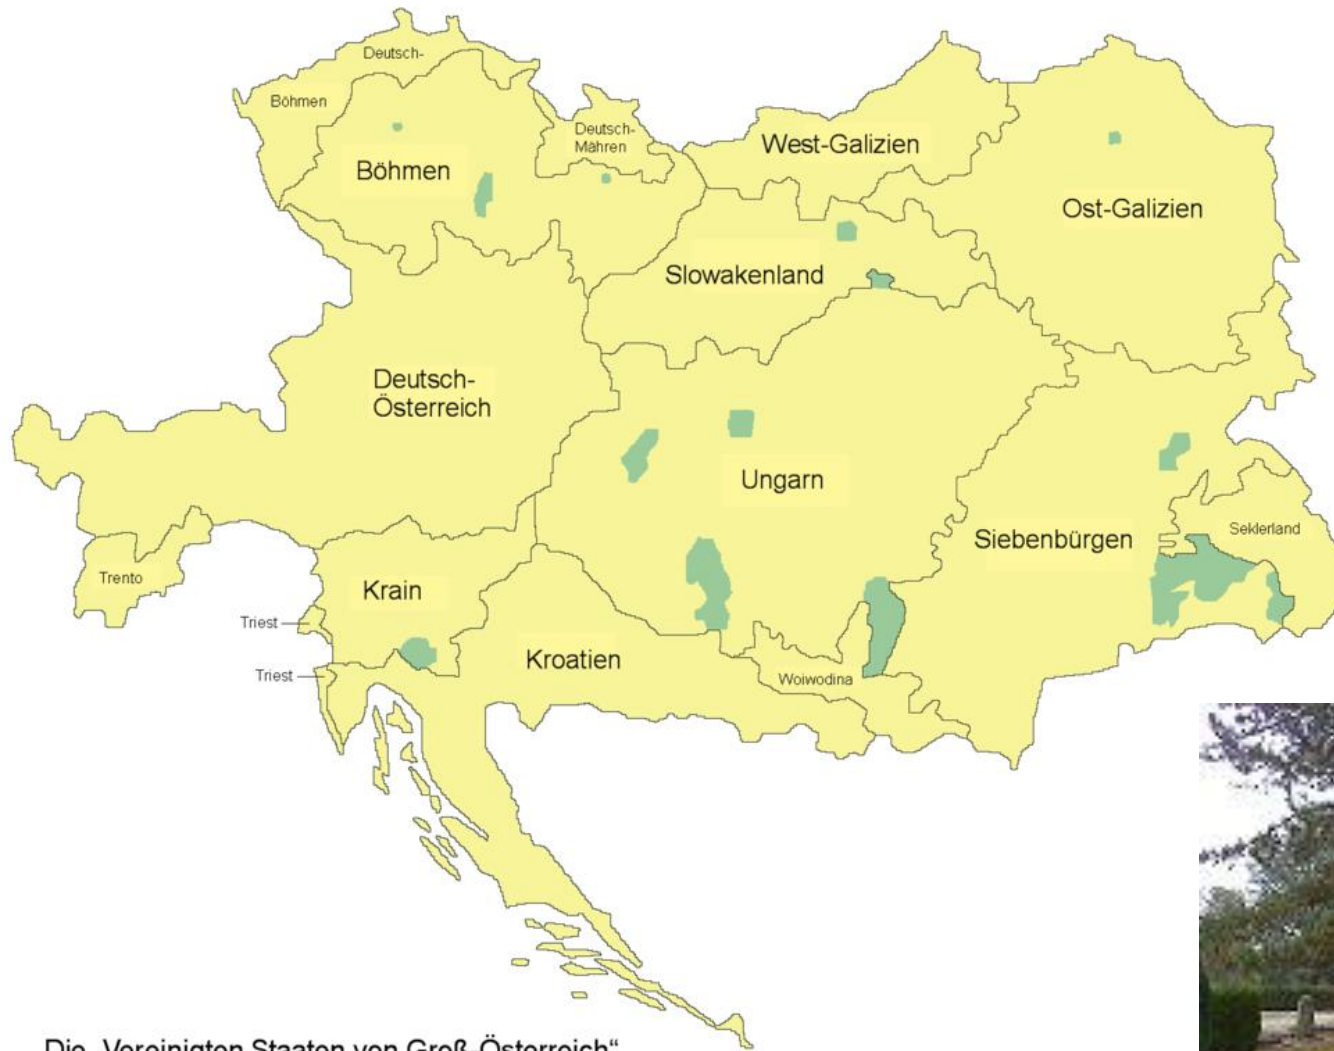 Deutsch-
Böhmen
Deutsch-
Mähren
Böhmen
West-Galizien
Ost-Galizien
Slowakenland
Deutsch-
Österreich
Ungarn
Siebenbürgen
Seklerland
Trento
Krain
Triest
Triest
Kroatien
Woiwodina
Die „Vereinigten Staaten von Groß-Österreich“